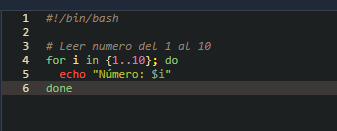 1 #!/bin/bash
2
3 # Leer numero del 1 al 10
4 for i in {1..10}; do
5   echo "Número: $i"
6 done